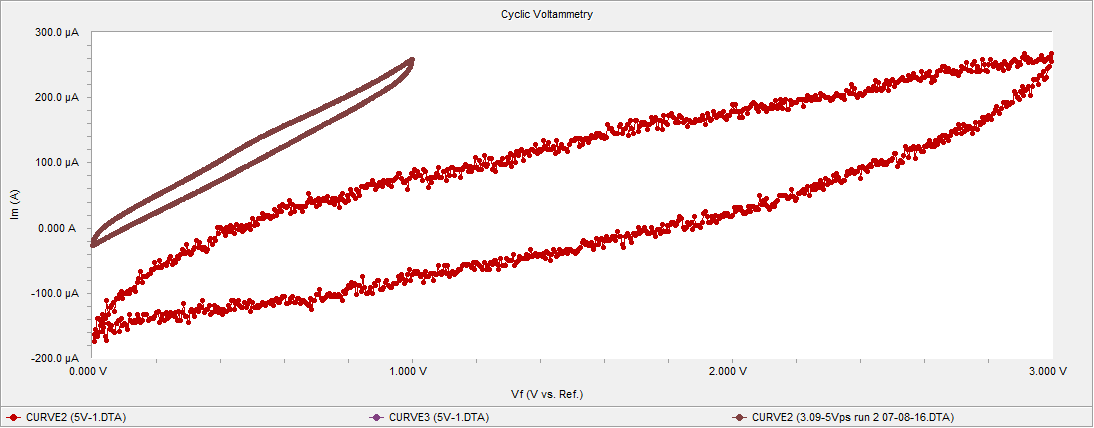 Cyclic Voltammetry
300.0 µA
200.0 µA
100.0 µA
0.000 A
-100.0 µA
-200.0 µA
Im (A)
0.000 V 1.000 V 2.000 V 3.000 V
Vf (V vs. Ref.)
CURVE2 (5V-1.DTA) CURVE3 (5V-1.DTA) CURVE2 (3.09-5Vps run 2 07-08-16.DTA)